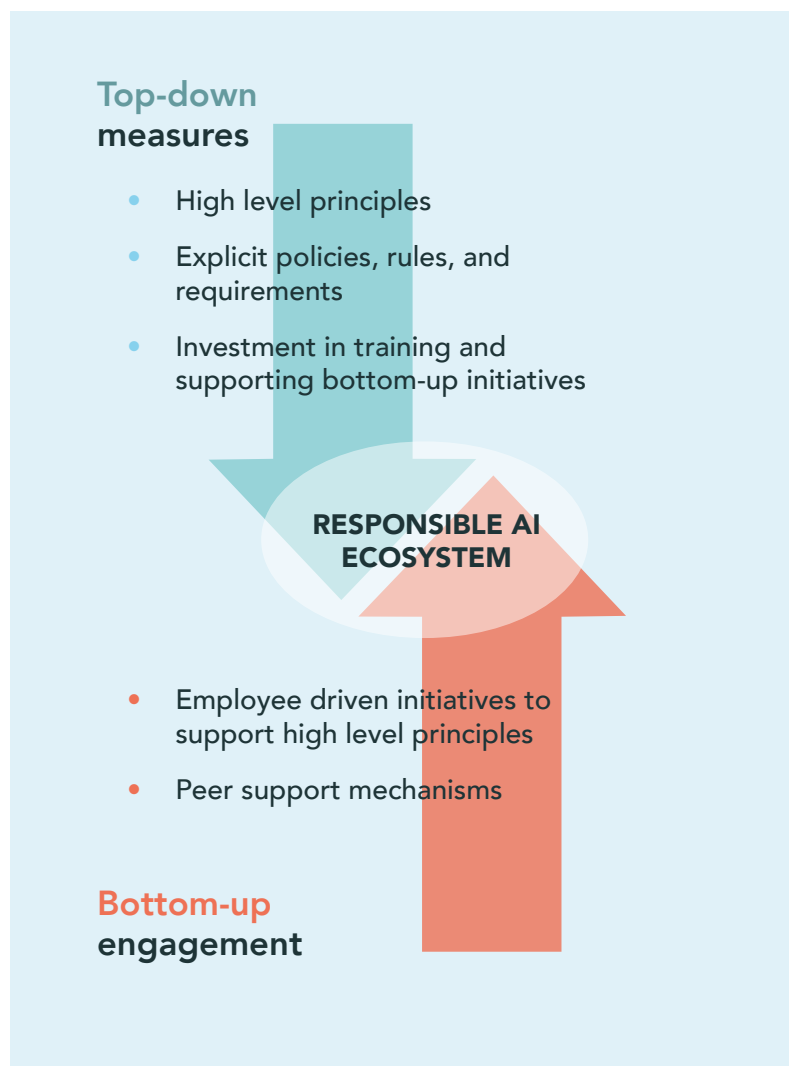 Top-down
measures
• High level principles
• Explicit policies, rules, and
requirements
• Investment in training and
supporting bottom-up initiatives
RESPONSIBLE AI
ECOSYSTEM
• Employee driven initiatives to
support high level principles
• Peer support mechanisms
Bottom-up
engagement